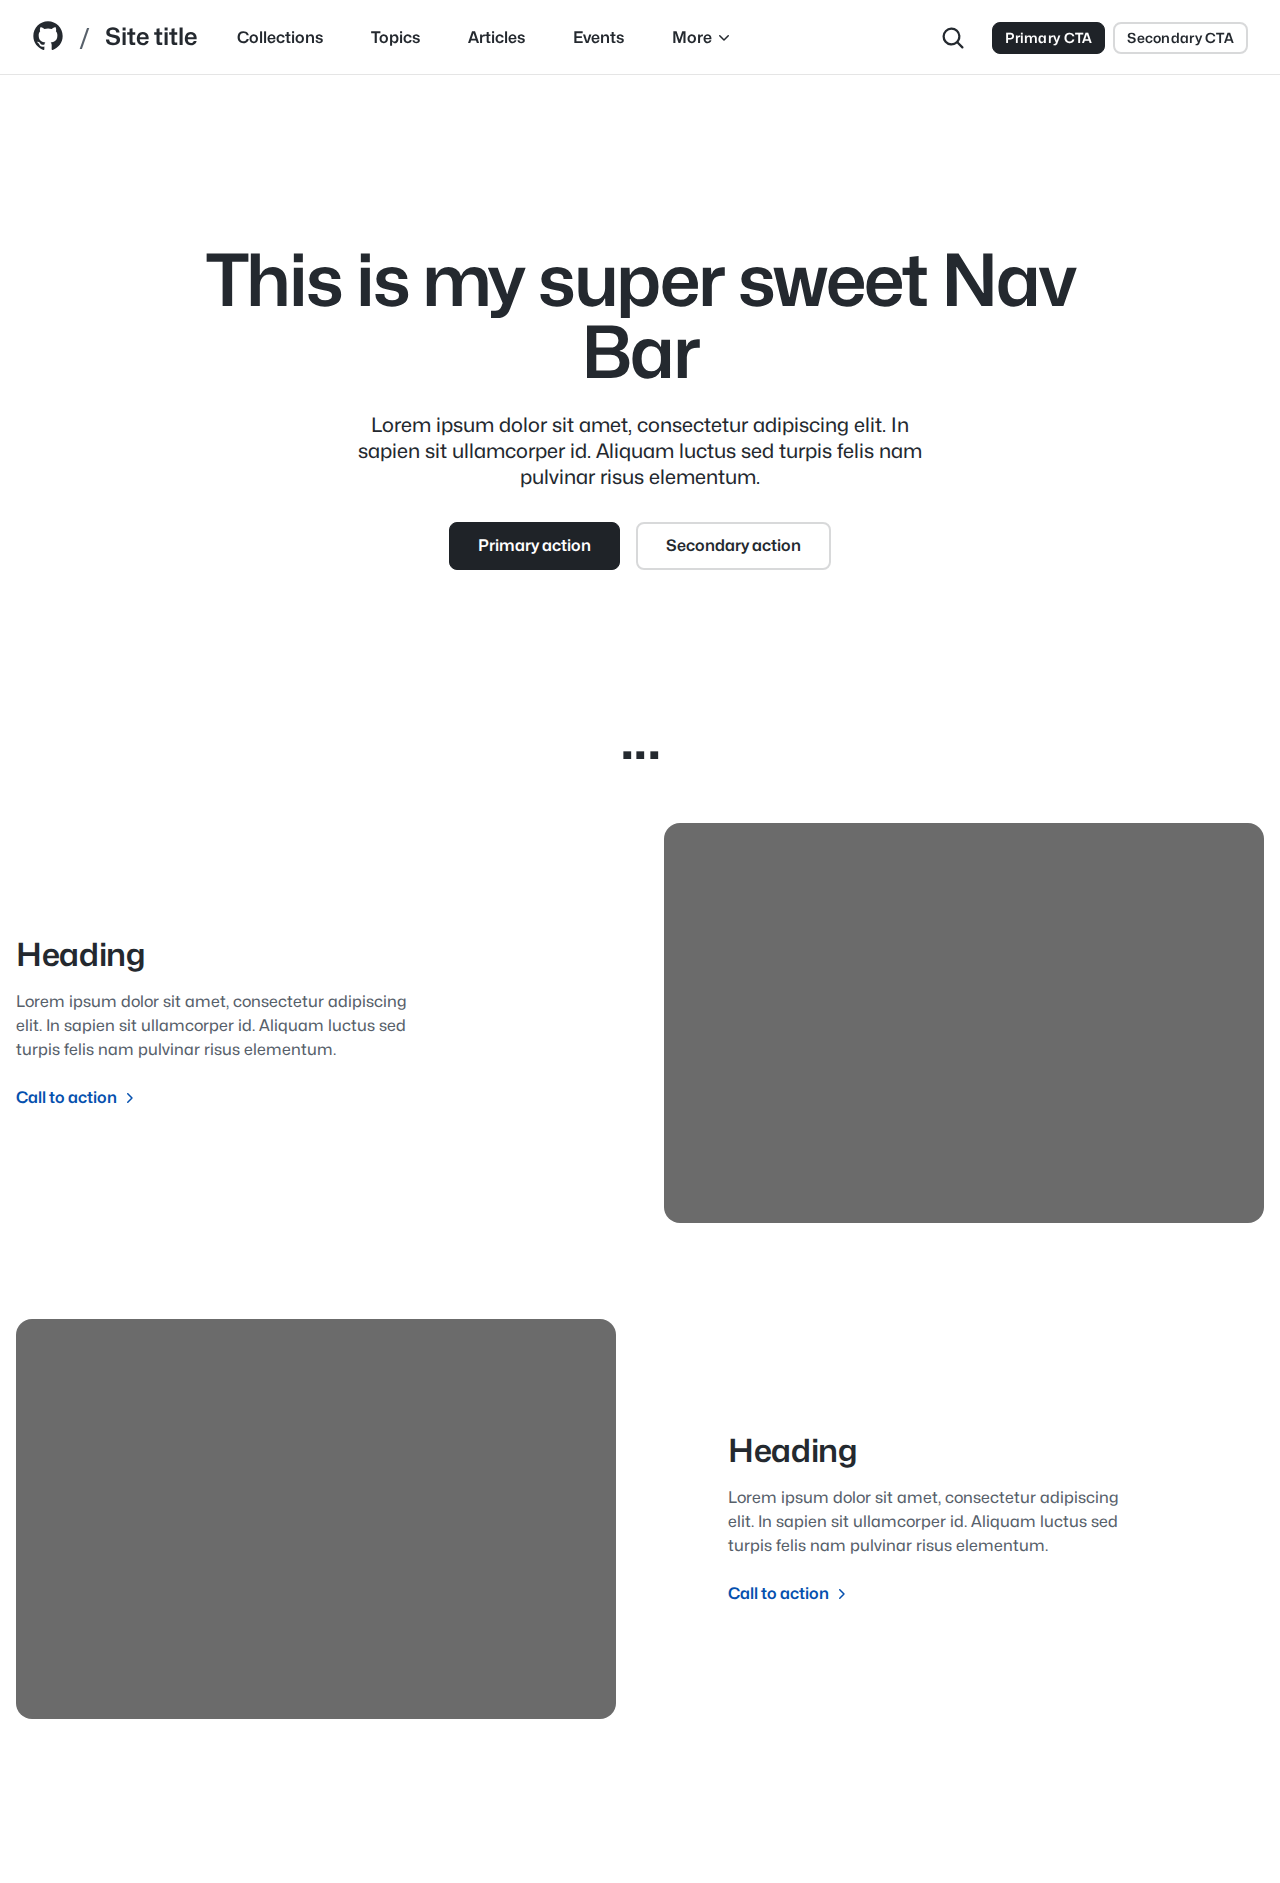 / Site title Collections Topics Articles Events More Primary CTA Secondary CTA
This is my super sweet Nav
Bar
Lorem ipsum dolor sit amet, consectetur adipiscing elit. In
sapien sit ullamcorper id. Aliquam luctus sed turpis felis nam
pulvinar risus elementum.
Primary action Secondary action
...
Heading
Lorem ipsum dolor sit amet, consectetur adipiscing
elit. In sapien sit ullamcorper id. Aliquam luctus sed
turpis felis nam pulvinar risus elementum.
Call to action
Heading
Lorem ipsum dolor sit amet, consectetur adipiscing
elit. In sapien sit ullamcorper id. Aliquam luctus sed
turpis felis nam pulvinar risus elementum.
Call to action